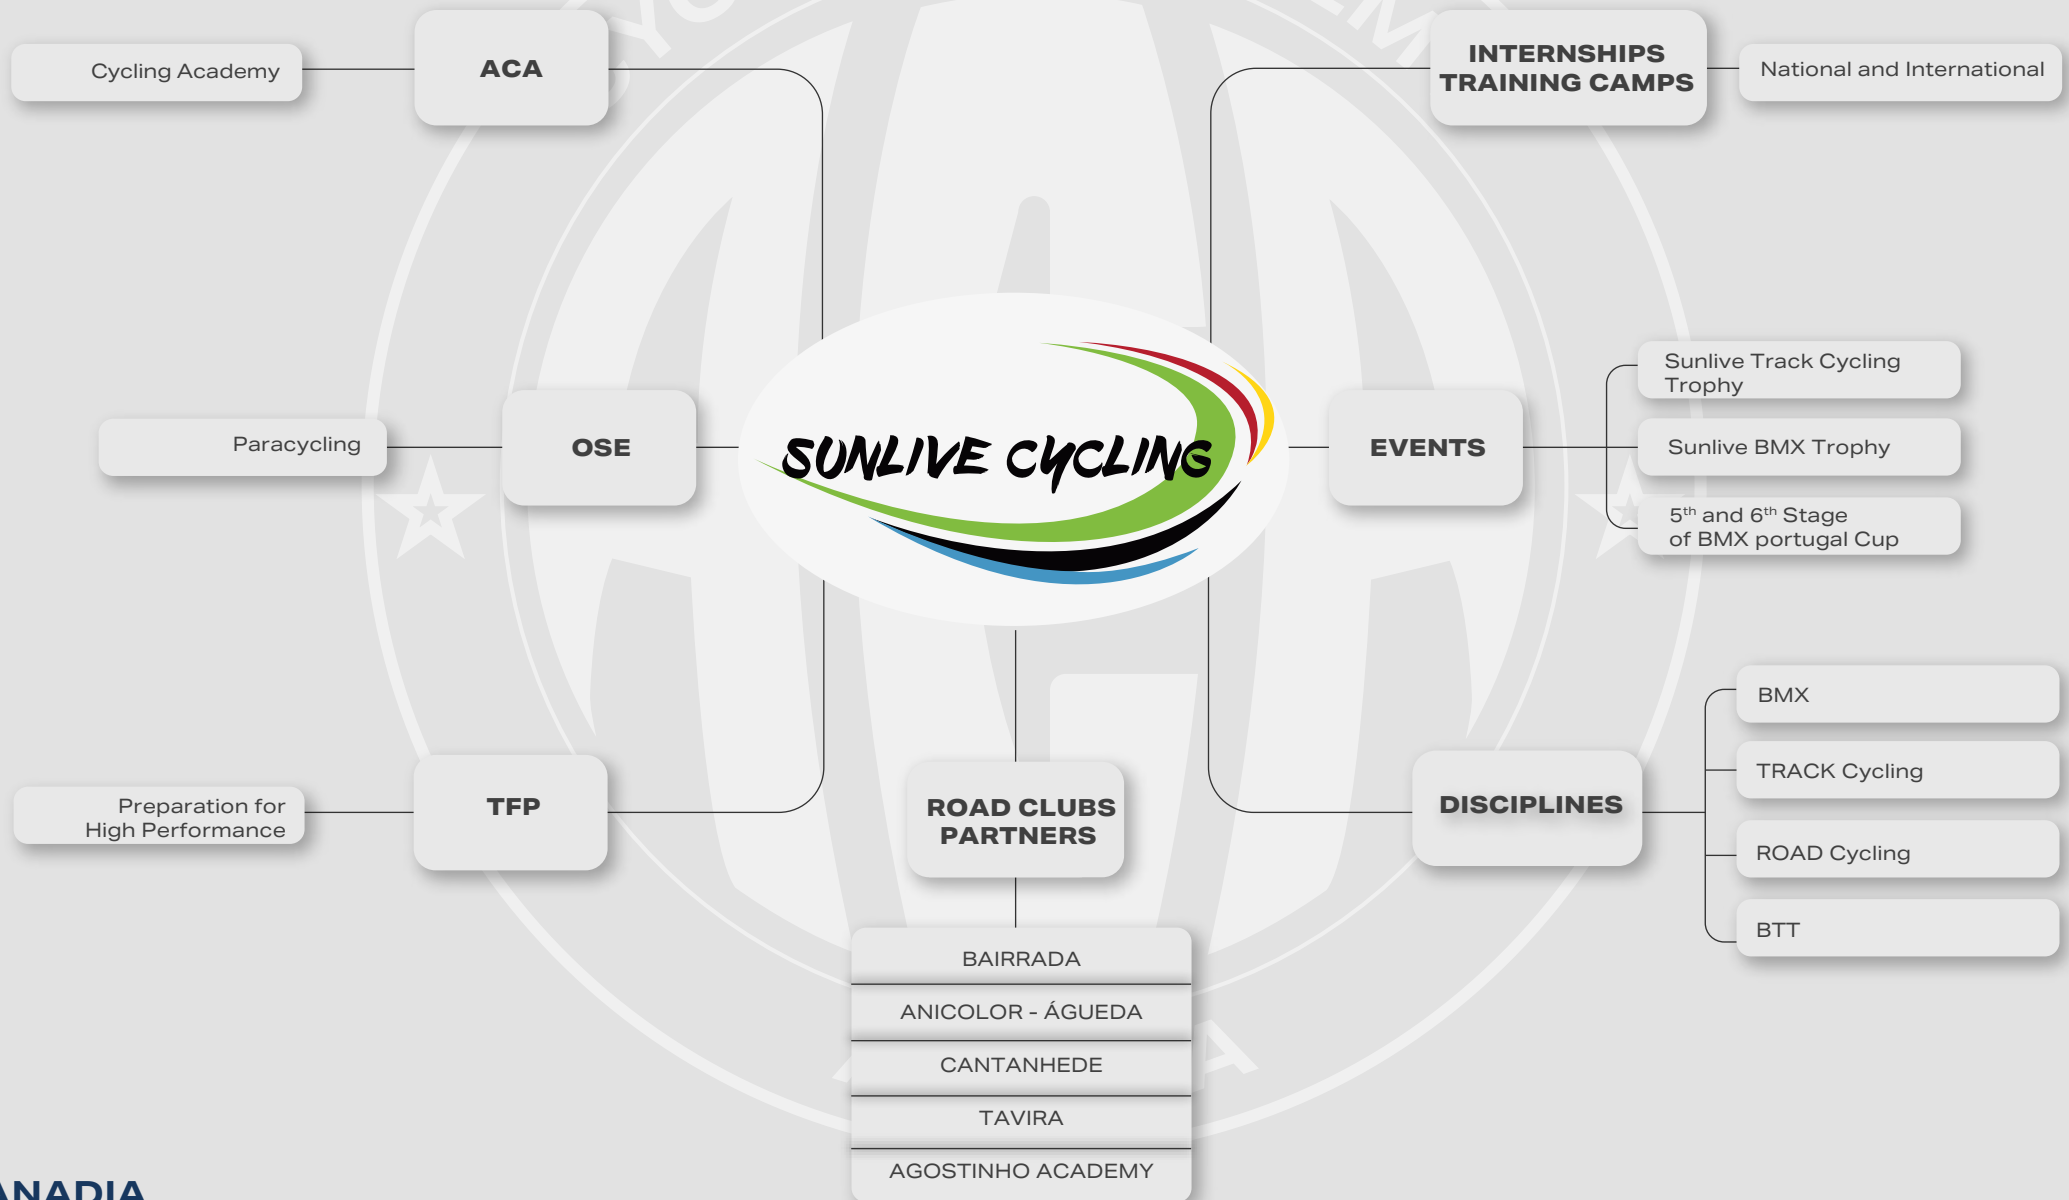 Cycling Academy
ACA
INTERNSHIPS
TRAINING CAMPS
National and International
SUNLIVE CYCLING
Paracycling
OSE
EVENTS
Sunlive Track Cycling
Trophy
Sunlive BMX Trophy
5th and 6th Stage
of BMX portugal Cup
Preparation for
High Performance
TFP
ROAD CLUBS
PARTNERS
DISCIPLINES
BMX
TRACK Cycling
ROAD Cycling
BTT
BAIRRADA
ANICOLOR - ÁGUEDA
CANTANHEDE
TAVIRA
AGOSTINHO ACADEMY
ANADIA